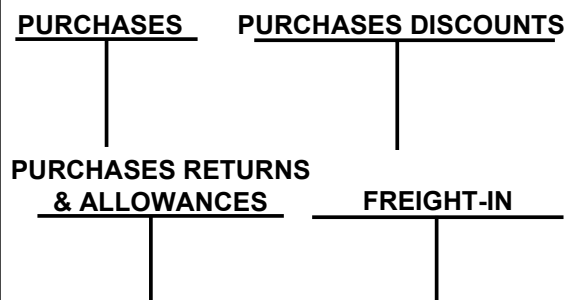 PURCHASES
PURCHASES DISCOUNTS
PURCHASES RETURNS
& ALLOWANCES
FREIGHT-IN